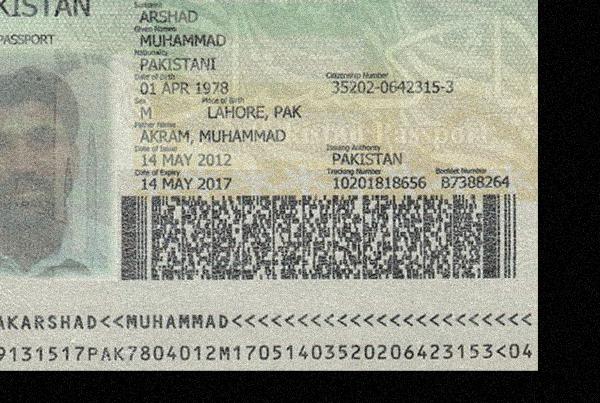 KISTAN
PASSPORT
Surname
ARSHAD
Given Names
MUHAMMAD
Nationality
PAKISTANI
Date of Birth Citizenship Number
01 APR 1978 35202-0642315-3
Sex Place of Birth
M LAHORE, PAK
Father Name
AKRAM, MUHAMMAD
Date of Issue Issuing Authority
14 MAY 2012 PAKISTAN
Date of Expiry Tracking Number Booklet Number
14 MAY 2017 10201818656 B7388264
AKARSHAD<<MUHAMMAD<<<<<<<<<<<<<<<<<<<<<
9131517PAK7804012M17051403520206423153<04